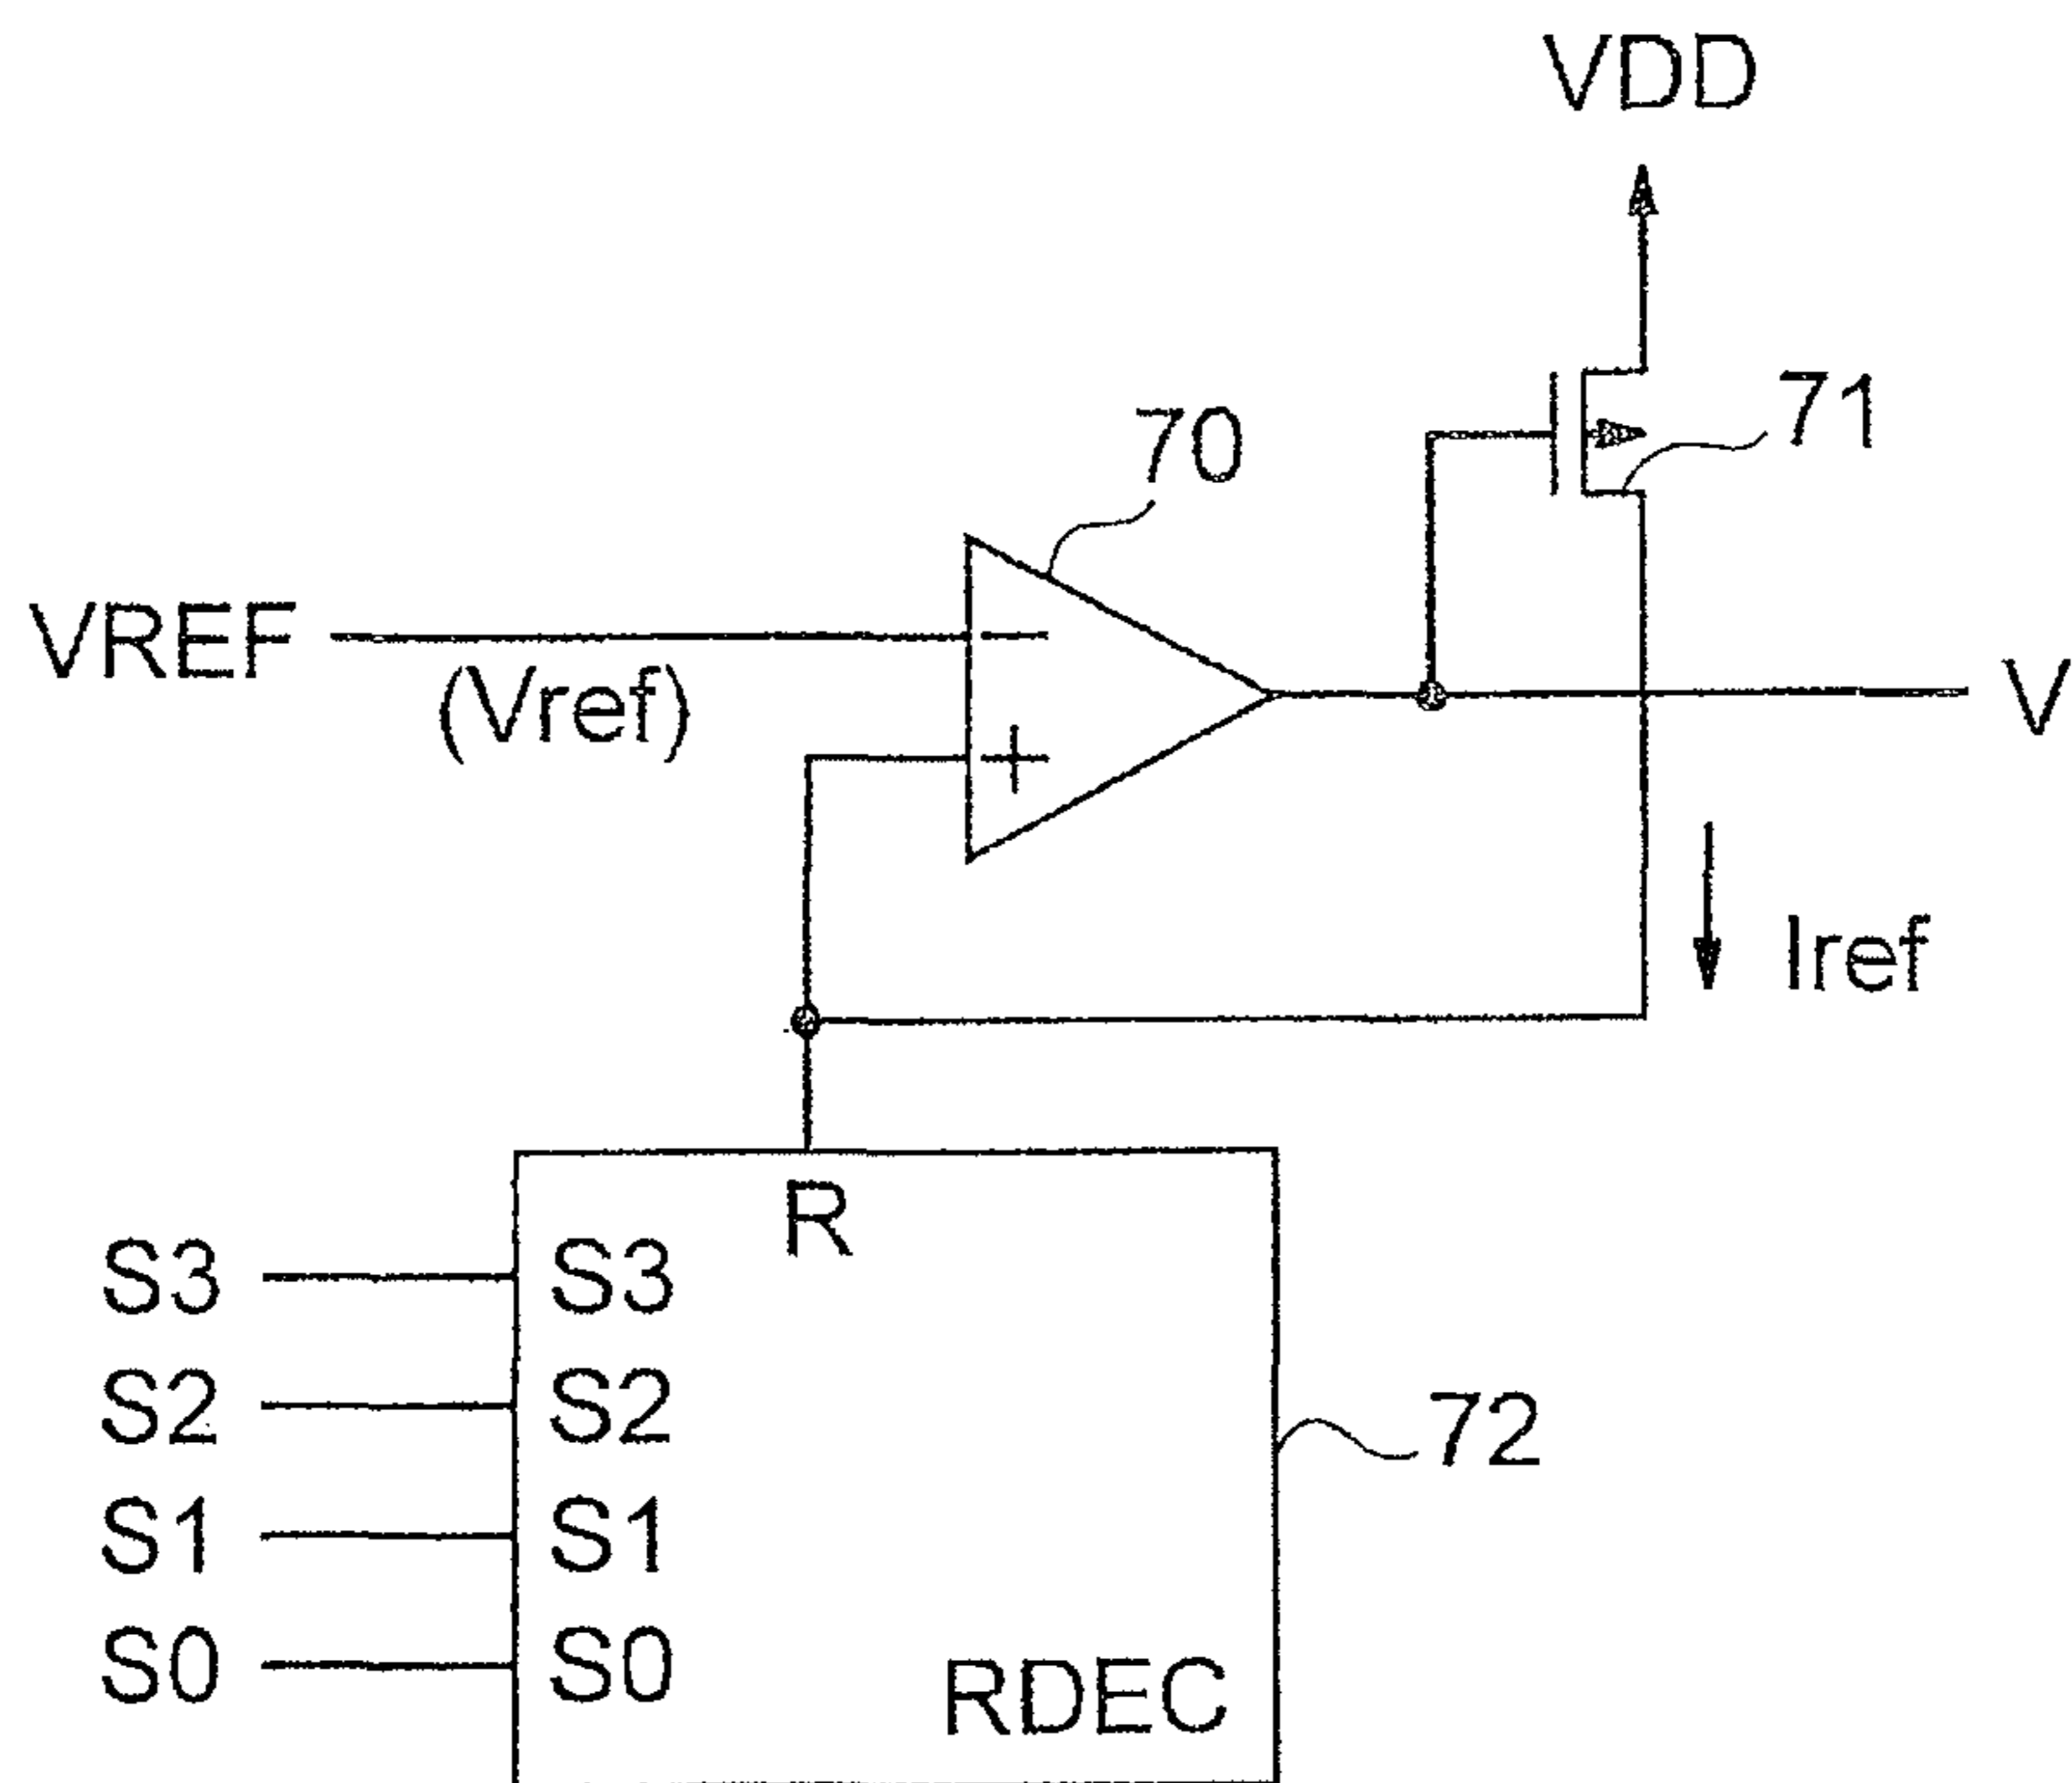 VDD
71
70
VREF
(Vref)
−
+
V
Iref
R
S3 S3
S2 S2
72
S1 S1
S0 S0
RDEC